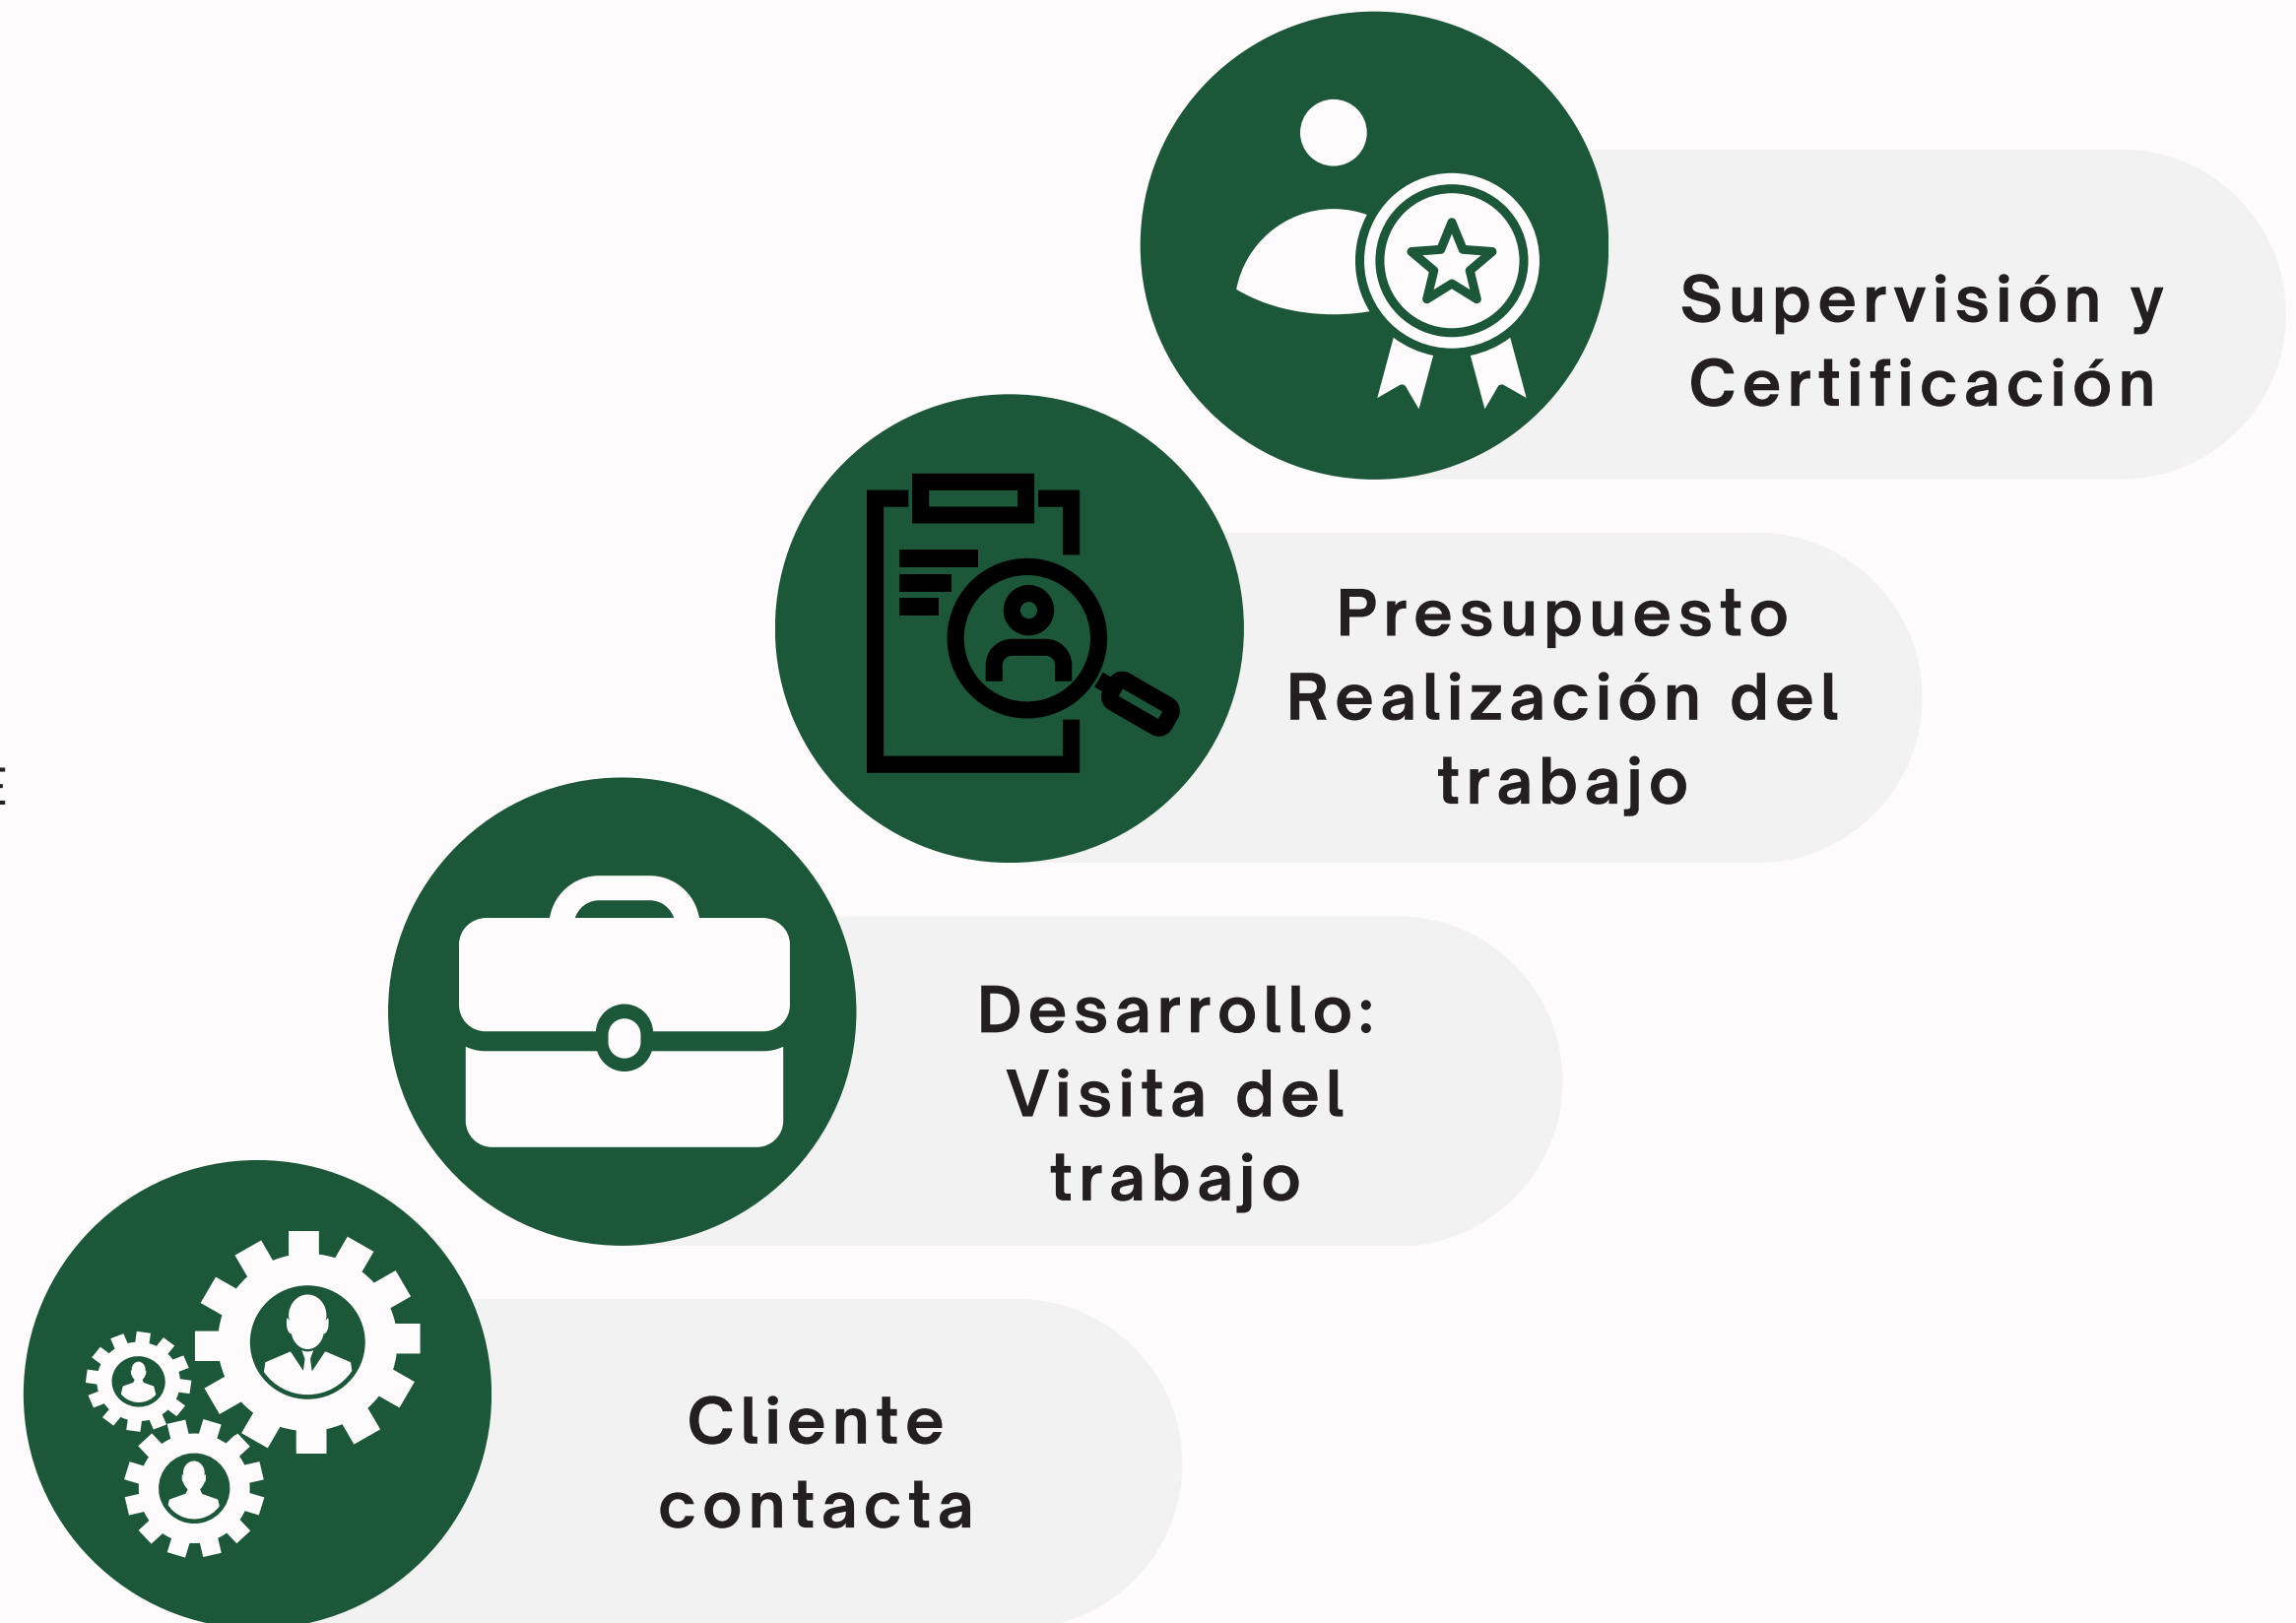 Supervisión y
Certificación
Presupuesto
Realización del
trabajo
Desarrollo:
Visita del
trabajo
Cliente
contacta